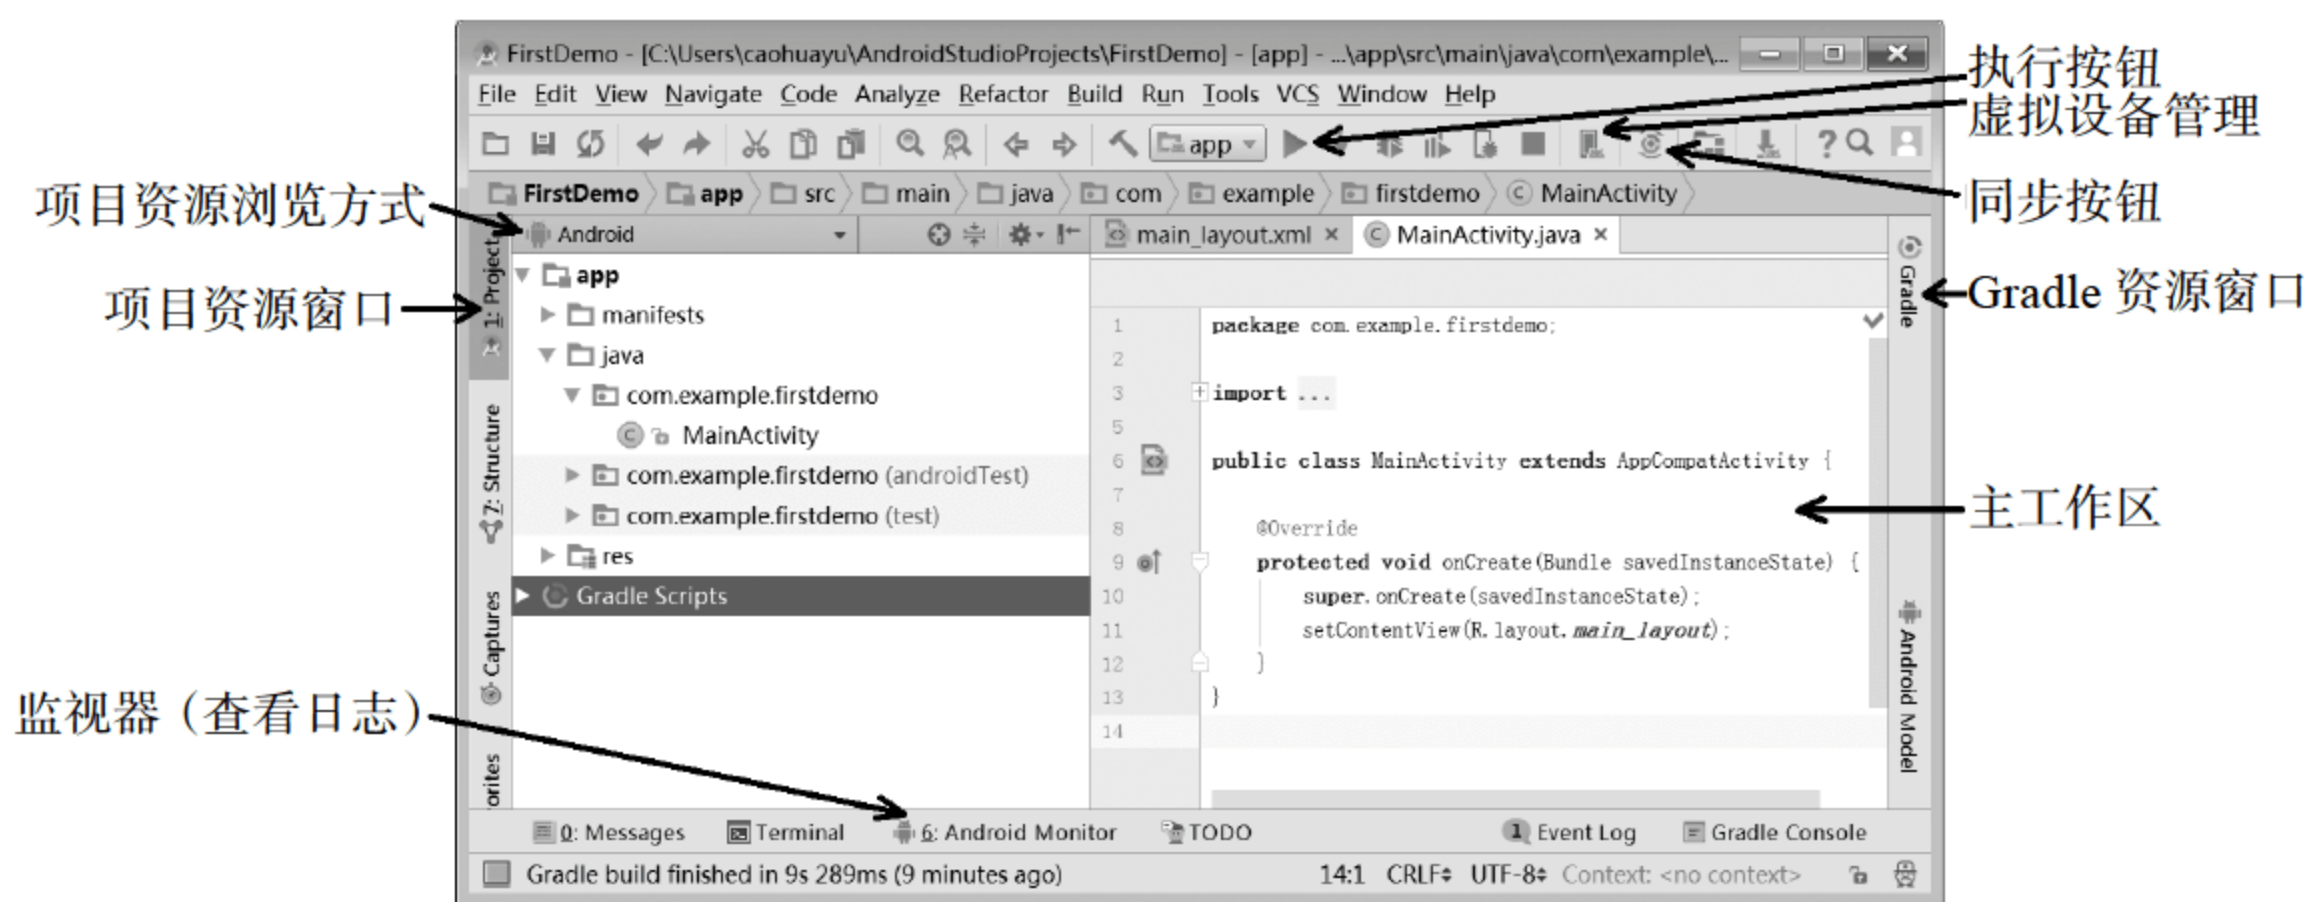 FirstDemo - [C:\Users\caohuayu\AndroidStudioProjects\FirstDemo] - [app] - ...\app\src\main\java\com\example\...
执行按钮
File Edit View Navigate Code Analyze Refactor Build Run Tools VCS Window Help
虚拟设备管理
app
项目资源浏览方式
FirstDemo app src main java com example firstdemo MainActivity
同步按钮
Android
main_layout.xml
MainActivity.java
项目资源窗口
1: Project
7: Structure
Captures
orites
app
manifests
java
com.example.firstdemo
MainActivity
com.example.firstdemo (androidTest)
com.example.firstdemo (test)
res
Gradle Scripts
1 package com.example.firstdemo;
2
3 import ...
5
6 public class MainActivity extends AppCompatActivity {
7
8 @Override
9 protected void onCreate(Bundle savedInstanceState) {
10 super.onCreate(savedInstanceState);
11 setContentView(R.layout.main_layout);
12 }
13 }
14
Gradle
Gradle 资源窗口
主工作区
Android Model
监视器（查看日志）
0: Messages Terminal 6: Android Monitor TODO 1 Event Log Gradle Console
Gradle build finished in 9s 289ms (9 minutes ago) 14:1 CRLF UTF-8 Context: <no context>